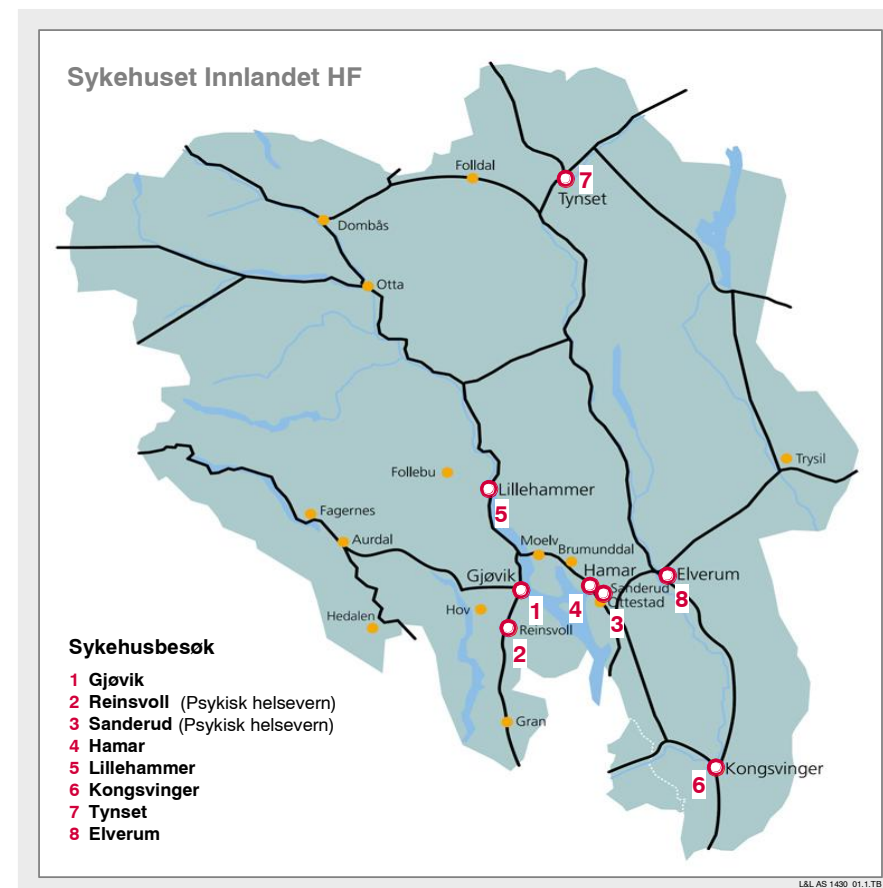 Sykehuset Innlandet HF
Folldal
7
Tynset
Dombås
Otta
Trysil
Follebu
Lillehammer
5
Fagernes
Aurdal
Moelv
Brumunddal
Gjøvik
Hamar
Elverum
Sanderud
Ottestad
1
4
8
3
Hov
Hedalen
Reinsvoll
2
Gran
Kongsvinger
6
Sykehusbesøk
1 Gjøvik
2 Reinsvoll (Psykisk helsevern)
3 Sanderud (Psykisk helsevern)
4 Hamar
5 Lillehammer
6 Kongsvinger
7 Tynset
8 Elverum
L&L AS 1430 01.1.TB